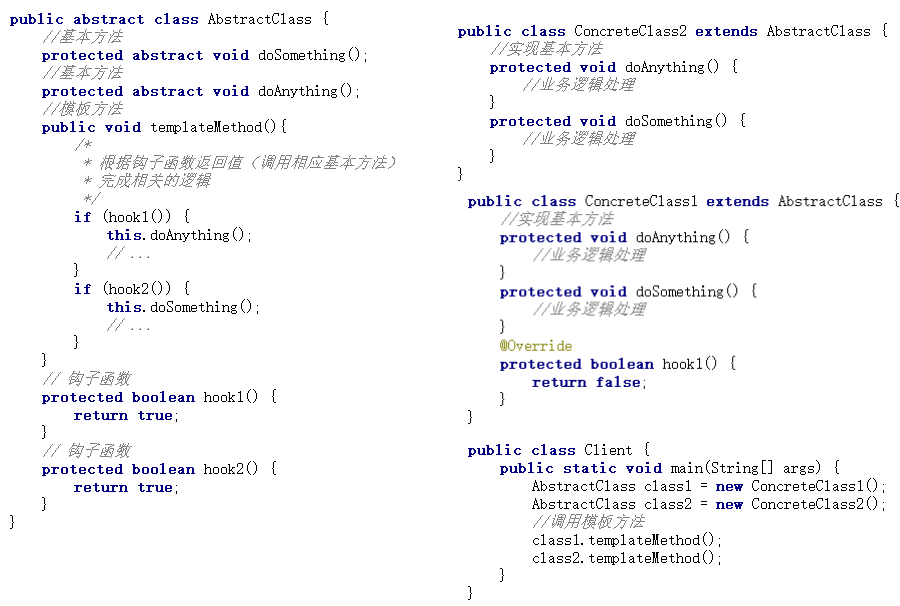 public abstract class AbstractClass {
    //基本方法
    protected abstract void doSomething();
    //基本方法
    protected abstract void doAnything();
    //模板方法
    public void templateMethod(){
        /*
         * 根据钩子函数返回值（调用相应基本方法）
         * 完成相关的逻辑
         */
        if (hook1()) {
            this.doAnything();
            // ...
        }
        if (hook2()) {
            this.doSomething();
            // ...
        }
    }
    // 钩子函数
    protected boolean hook1() {
        return true;
    }
    // 钩子函数
    protected boolean hook2() {
        return true;
    }
}
public class ConcreteClass2 extends AbstractClass {
    //实现基本方法
    protected void doAnything() {
        //业务逻辑处理
    }
    protected void doSomething() {
        //业务逻辑处理
    }
}
public class ConcreteClass1 extends AbstractClass {
    //实现基本方法
    protected void doAnything() {
        //业务逻辑处理
    }
    protected void doSomething() {
        //业务逻辑处理
    }
    @Override
    protected boolean hook1() {
        return false;
    }
}
public class Client {
    public static void main(String[] args) {
        AbstractClass class1 = new ConcreteClass1();
        AbstractClass class2 = new ConcreteClass2();
        //调用模板方法
        class1.templateMethod();
        class2.templateMethod();
    }
}